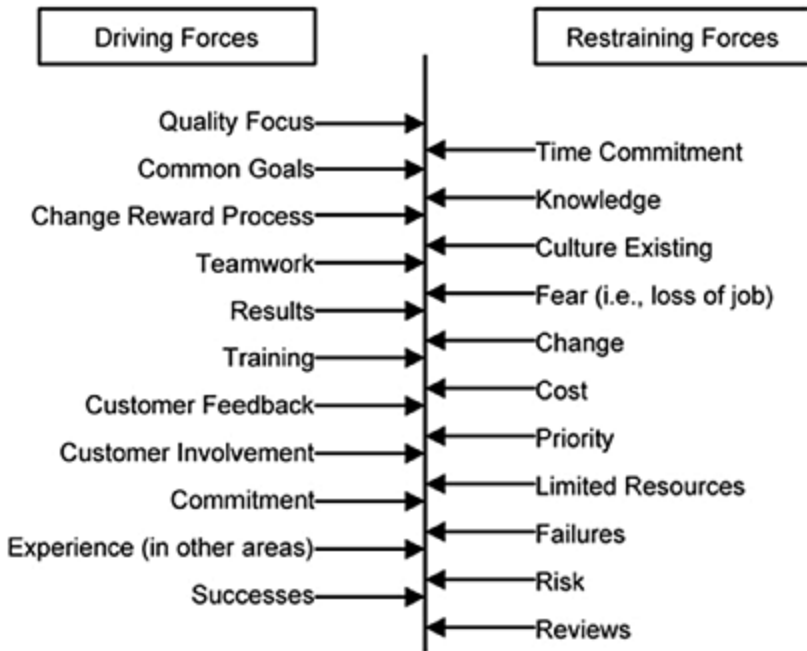 Driving Forces
Restraining Forces
Quality Focus
Time Commitment
Common Goals
Knowledge
Change Reward Process
Culture Existing
Teamwork
Fear (i.e., loss of job)
Results
Change
Training
Cost
Customer Feedback
Priority
Customer Involvement
Limited Resources
Commitment
Failures
Experience (in other areas)
Risk
Successes
Reviews